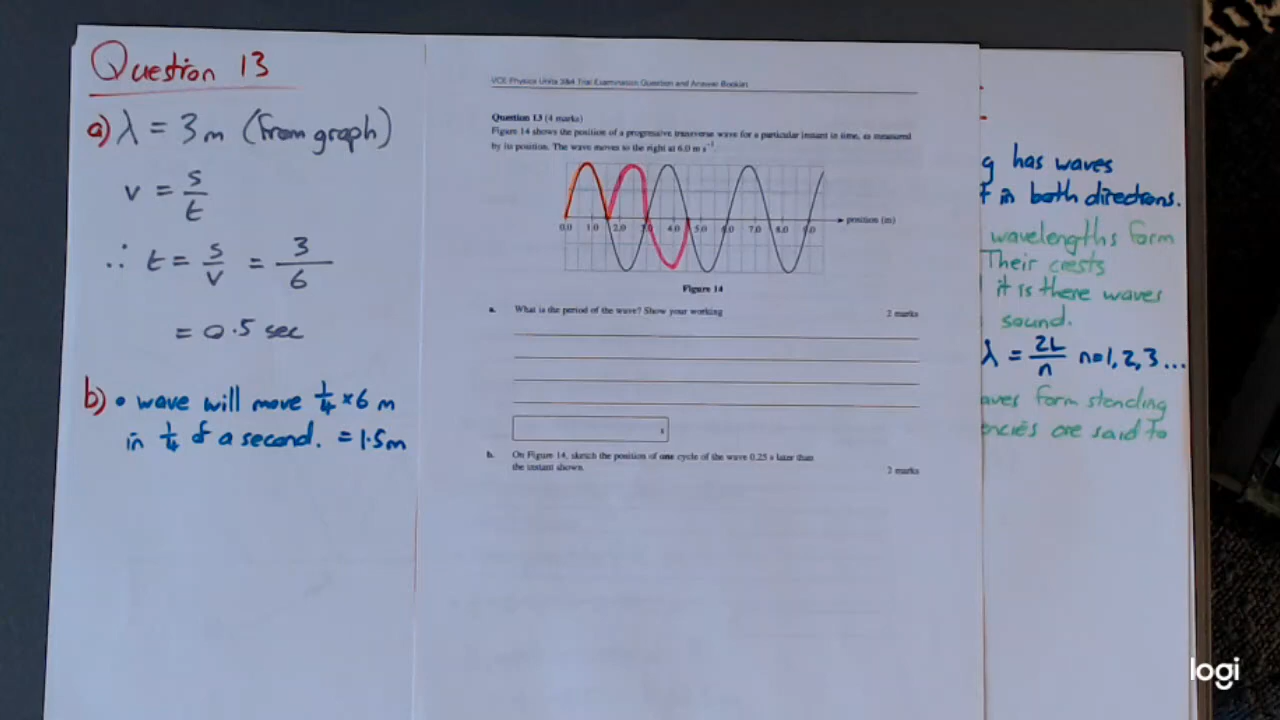 Question 13
a) λ = 3 m (From graph)
v = s/t
∴ t = s/v = 3/6
= 0.5 sec
b) • wave will move 1/4 × 6 m
in 1/4 of a second. = 1.5m
VCE Physics Units 3&4 Trial Examination Question and Answer Booklet
Question 13 (4 marks)
Figure 14 shows the position of a progressive transverse wave for a particular instant in time, as measured
by its position. The wave moves to the right at 6.0 m s⁻¹.
0.0 1.0 2.0 3.0 4.0 5.0 6.0 7.0 8.0 9.0 position (m)
Figure 14
a. What is the period of the wave? Show your working 2 marks
s
b. On Figure 14, sketch the position of one cycle of the wave 0.25 s later than
the instant shown. 2 marks
g has waves
in both directions.
wavelengths form
Their crests
it is there waves
sound.
λ = 2L/n n=1, 2, 3 ...
aves form standing
encies are said to
logi